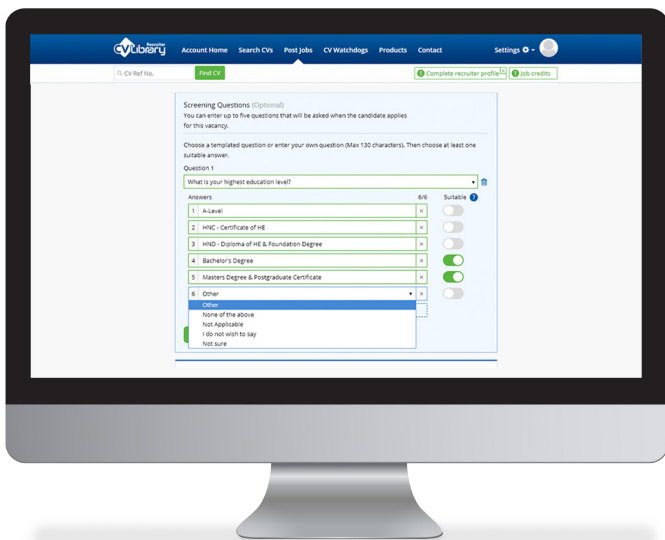 CVLibrary Recruiter
Account Home Search CVs Post Jobs CV Watchdogs Products Contact Settings
CV Ref No. Find CV Complete recruiter profile Job credits
Screening Questions (Optional)
You can enter up to five questions that will be asked when the candidate applies
for this vacancy.
Choose a templated question or enter your own question (Max 130 characters). Then choose at least one
suitable answer.
Question 1
What is your highest education level?
Answers 6/6 Suitable ?
1 A-Level ×
2 HNC - Certificate of HE ×
3 HND - Diploma of HE & Foundation Degree ×
4 Bachelor's Degree ×
5 Masters Degree & Postgraduate Certificate ×
6 Other ×
Other
None of the above
Not Applicable
I do not wish to say
Not sure